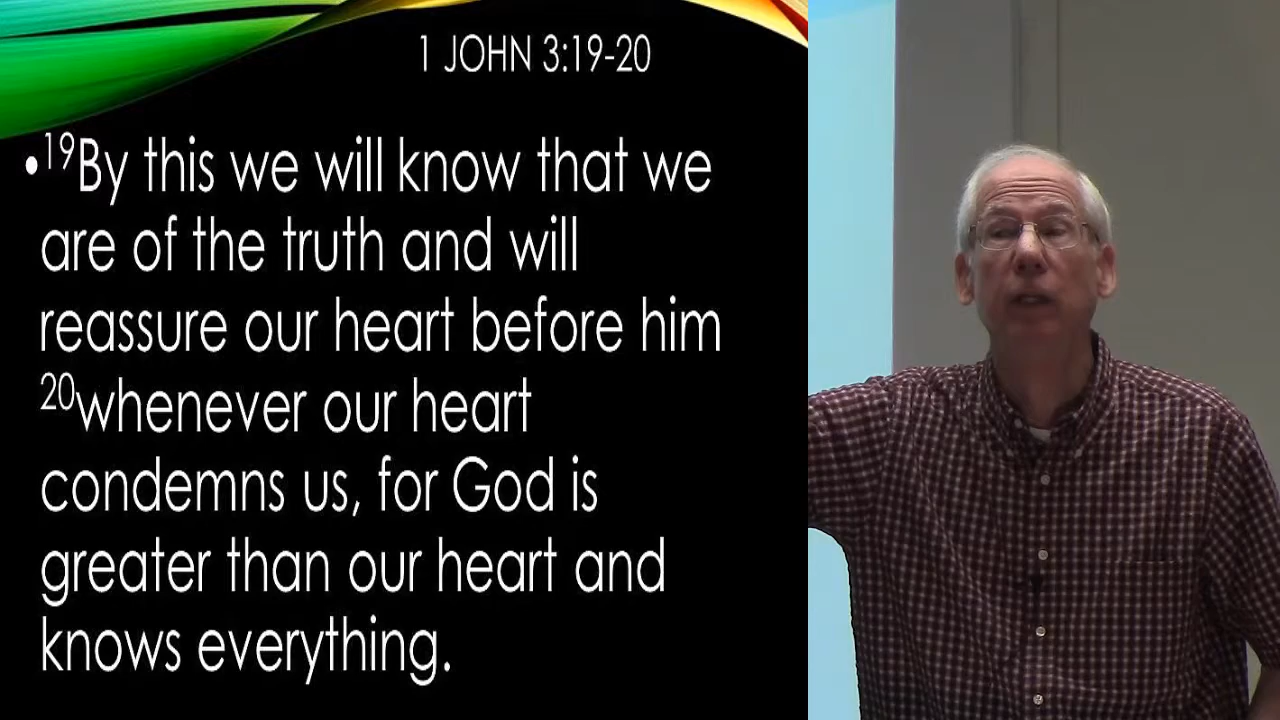 1 JOHN 3:19-20
•19By this we will know that we
are of the truth and will
reassure our heart before him
20whenever our heart
condemns us, for God is
greater than our heart and
knows everything.